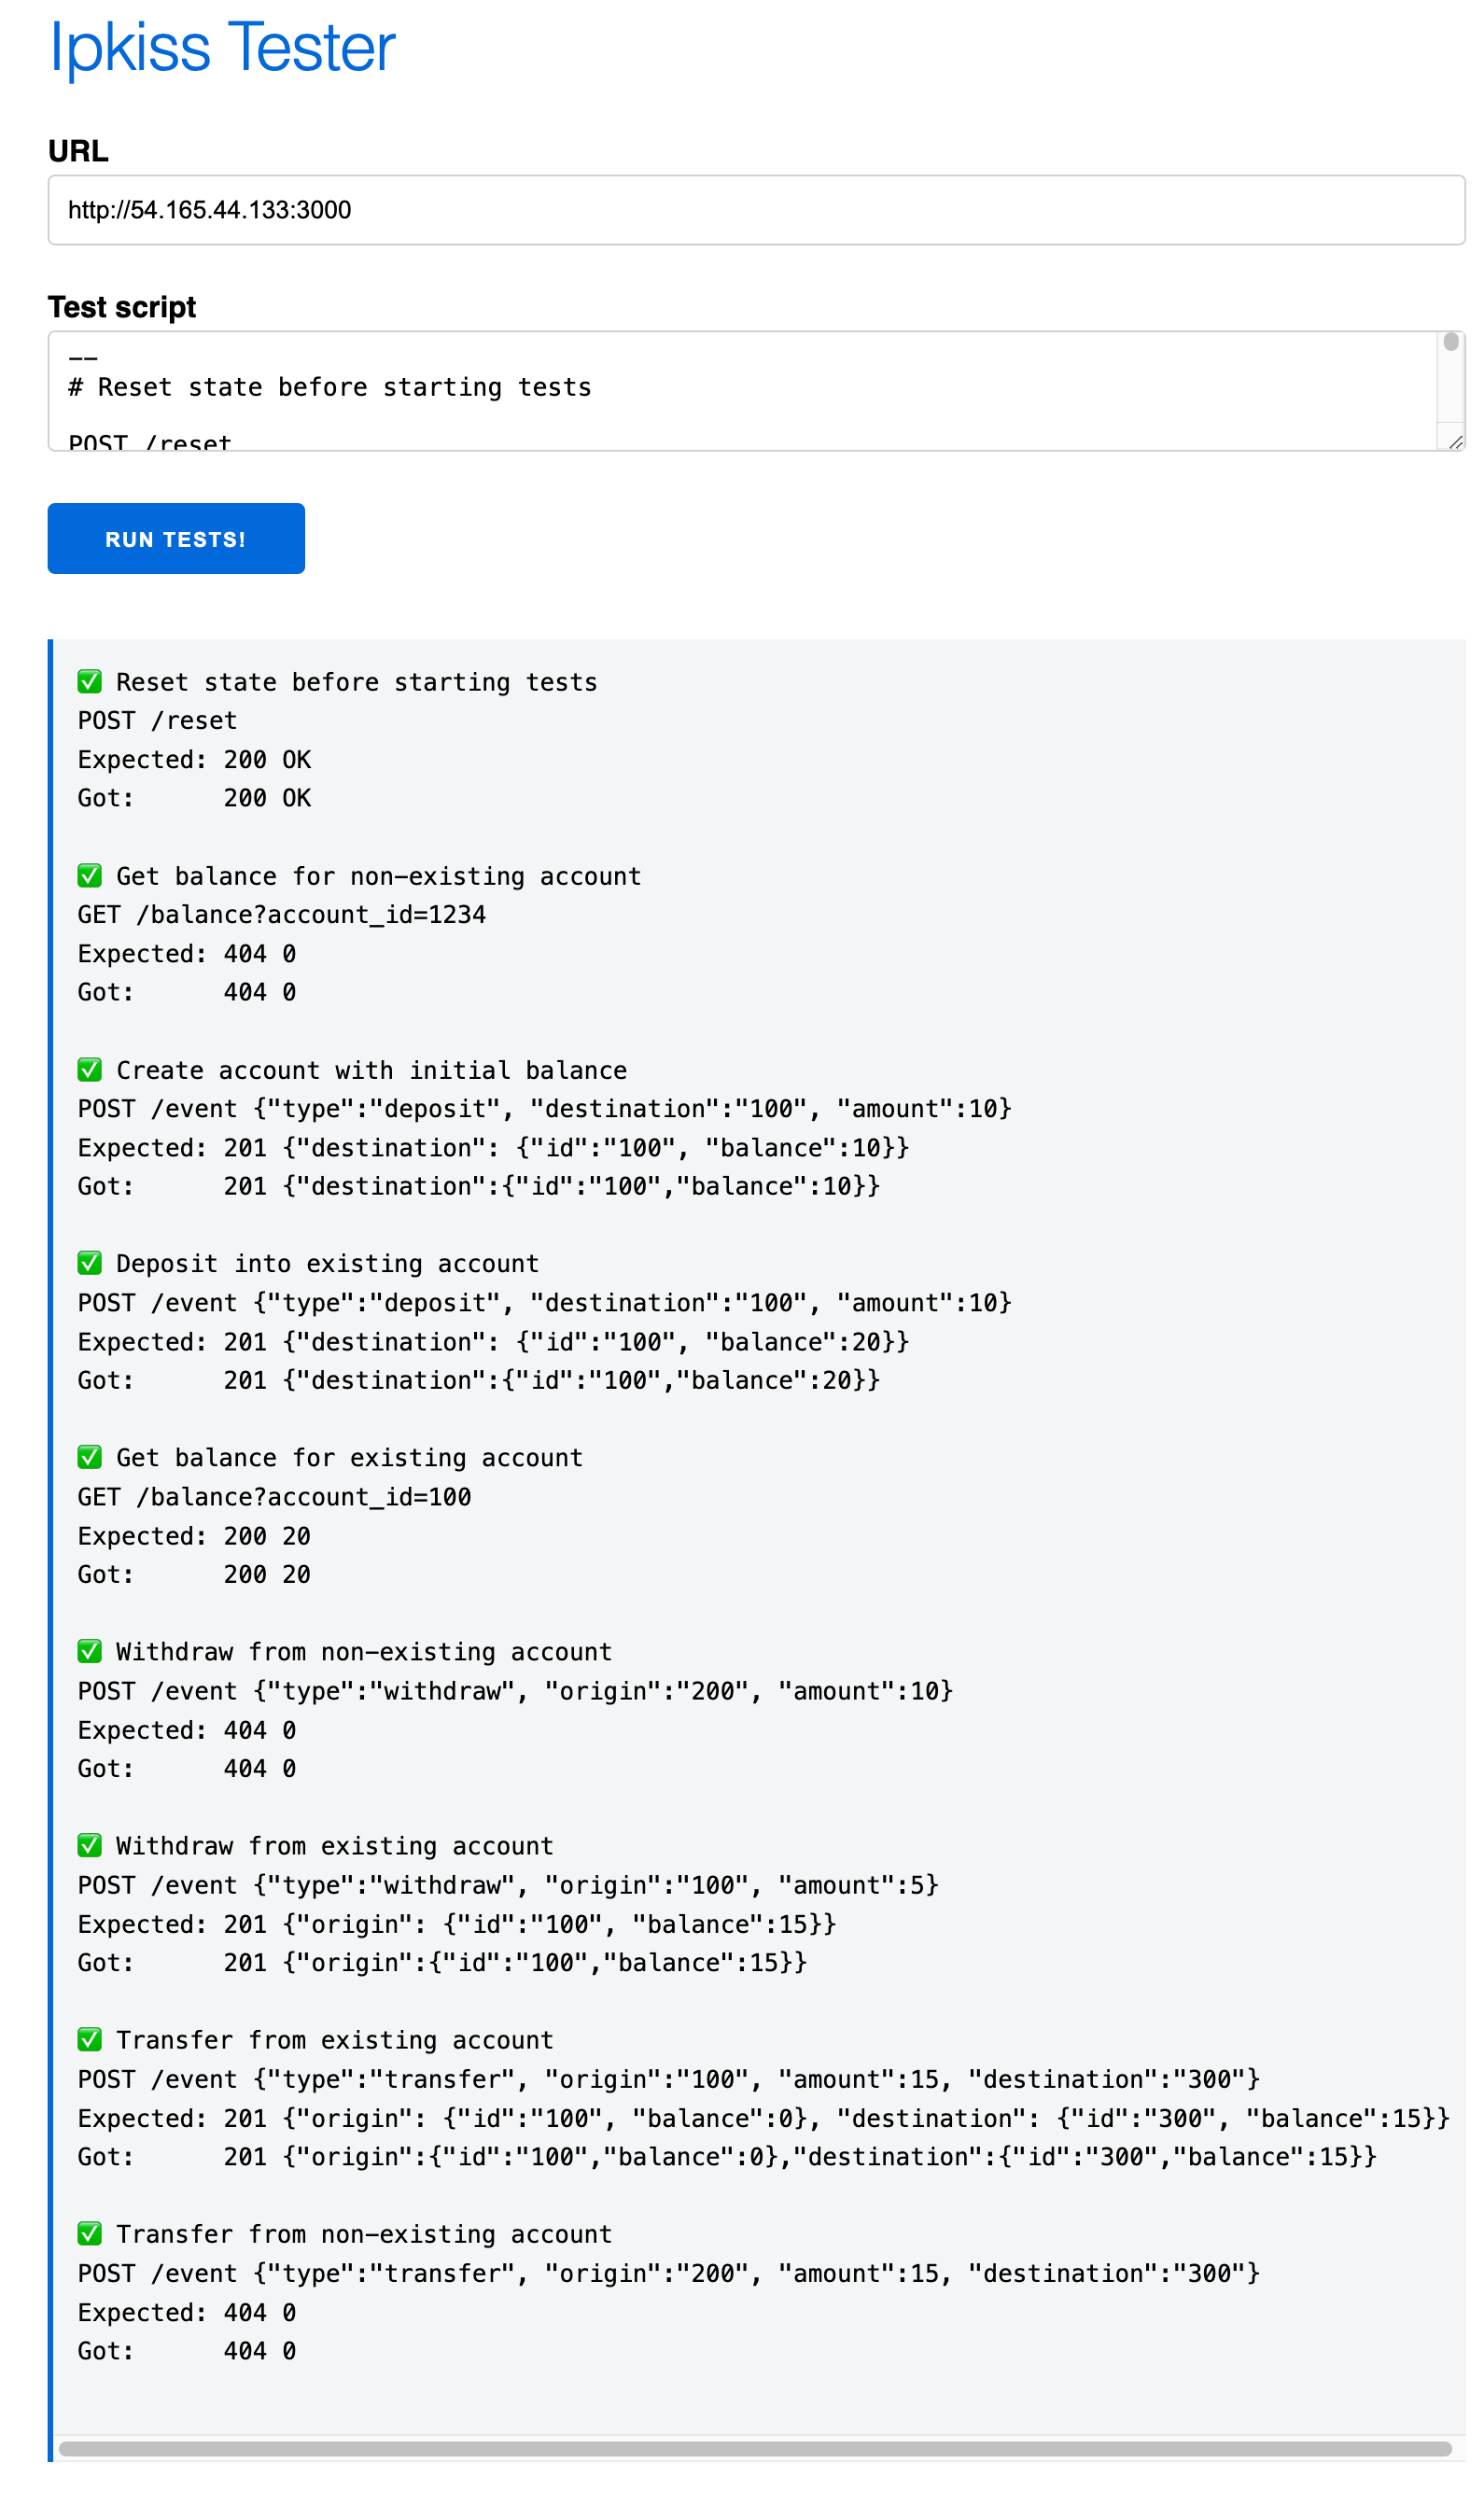 Ipkiss Tester
URL
http://54.165.44.133:3000
Test script
--
# Reset state before starting tests
POST /reset
RUN TESTS!
✅ Reset state before starting tests
POST /reset
Expected: 200 OK
Got:      200 OK
✅ Get balance for non-existing account
GET /balance?account_id=1234
Expected: 404 0
Got:      404 0
✅ Create account with initial balance
POST /event {"type":"deposit", "destination":"100", "amount":10}
Expected: 201 {"destination": {"id":"100", "balance":10}}
Got:      201 {"destination":{"id":"100","balance":10}}
✅ Deposit into existing account
POST /event {"type":"deposit", "destination":"100", "amount":10}
Expected: 201 {"destination": {"id":"100", "balance":20}}
Got:      201 {"destination":{"id":"100","balance":20}}
✅ Get balance for existing account
GET /balance?account_id=100
Expected: 200 20
Got:      200 20
✅ Withdraw from non-existing account
POST /event {"type":"withdraw", "origin":"200", "amount":10}
Expected: 404 0
Got:      404 0
✅ Withdraw from existing account
POST /event {"type":"withdraw", "origin":"100", "amount":5}
Expected: 201 {"origin": {"id":"100", "balance":15}}
Got:      201 {"origin":{"id":"100","balance":15}}
✅ Transfer from existing account
POST /event {"type":"transfer", "origin":"100", "amount":15, "destination":"300"}
Expected: 201 {"origin": {"id":"100", "balance":0}, "destination": {"id":"300", "balance":15}}
Got:      201 {"origin":{"id":"100","balance":0},"destination":{"id":"300","balance":15}}
✅ Transfer from non-existing account
POST /event {"type":"transfer", "origin":"200", "amount":15, "destination":"300"}
Expected: 404 0
Got:      404 0